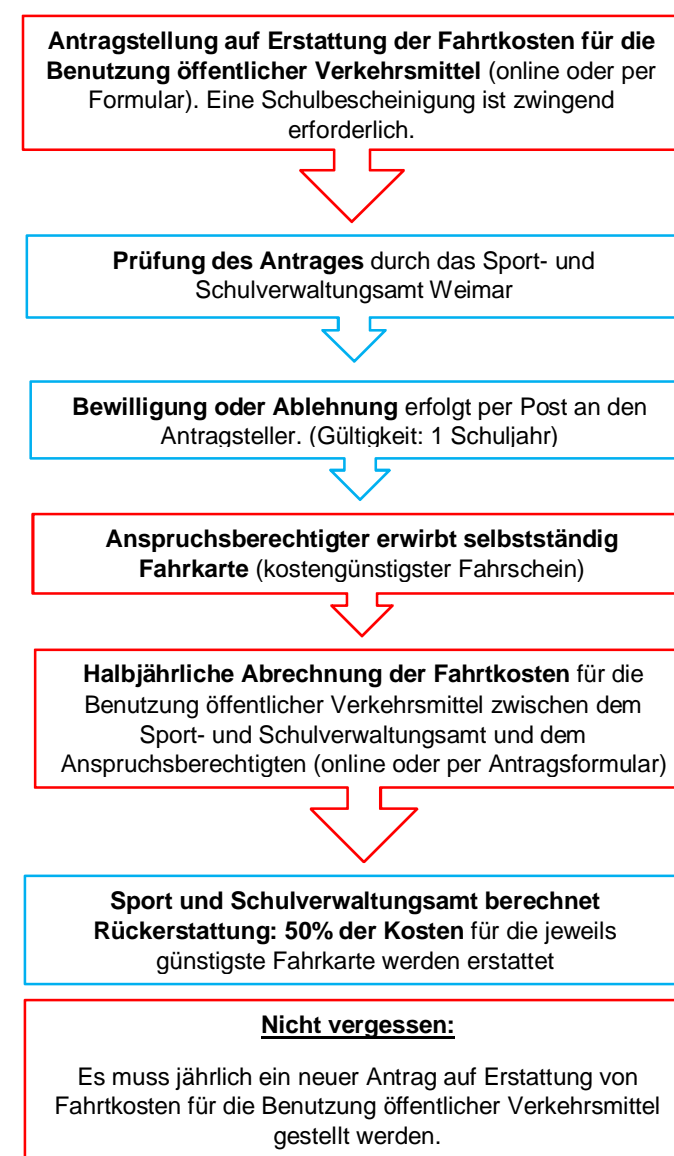 Antragstellung auf Erstattung der Fahrtkosten für die
Benutzung öffentlicher Verkehrsmittel (online oder per
Formular). Eine Schulbescheinigung ist zwingend
erforderlich.
Prüfung des Antrages durch das Sport- und
Schulverwaltungsamt Weimar
Bewilligung oder Ablehnung erfolgt per Post an den
Antragsteller. (Gültigkeit: 1 Schuljahr)
Anspruchsberechtigter erwirbt selbstständig
Fahrkarte (kostengünstigster Fahrschein)
Halbjährliche Abrechnung der Fahrtkosten für die
Benutzung öffentlicher Verkehrsmittel zwischen dem
Sport- und Schulverwaltungsamt und dem
Anspruchsberechtigten (online oder per Antragsformular)
Sport und Schulverwaltungsamt berechnet
Rückerstattung: 50% der Kosten für die jeweils
günstigste Fahrkarte werden erstattet
Nicht vergessen:
Es muss jährlich ein neuer Antrag auf Erstattung von
Fahrtkosten für die Benutzung öffentlicher Verkehrsmittel
gestellt werden.